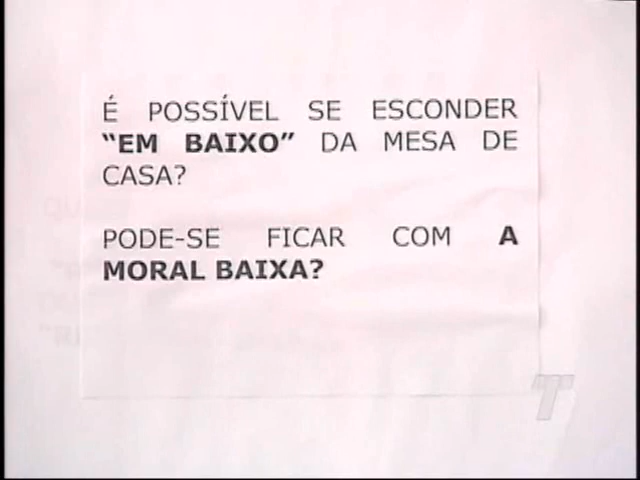 É POSSÍVEL SE ESCONDER
“EM BAIXO” DA MESA DE
CASA?
PODE-SE FICAR COM A
MORAL BAIXA?
T